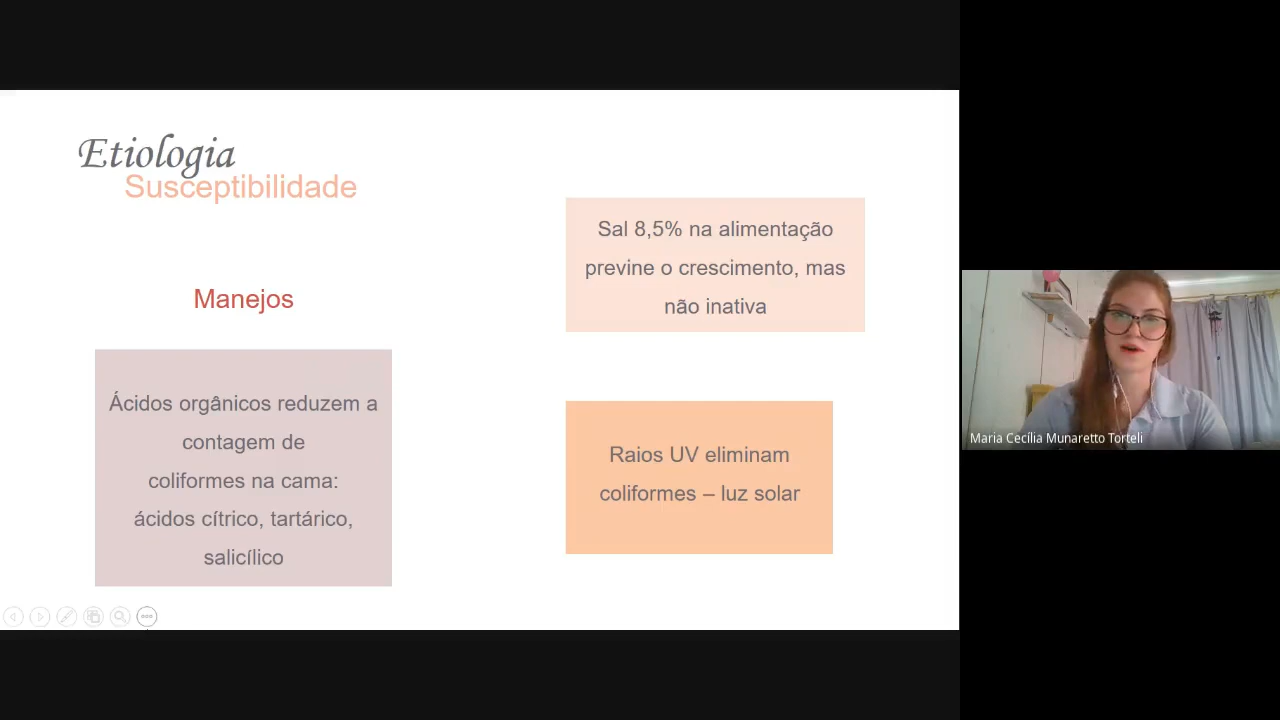 Etiologia
Susceptibilidade
Manejos
Ácidos orgânicos reduzem a
contagem de
coliformes na cama:
ácidos cítrico, tartárico,
salicílico
Sal 8,5% na alimentação
previne o crescimento, mas
não inativa
Raios UV eliminam
coliformes – luz solar
Maria Cecília Munaretto Torteli